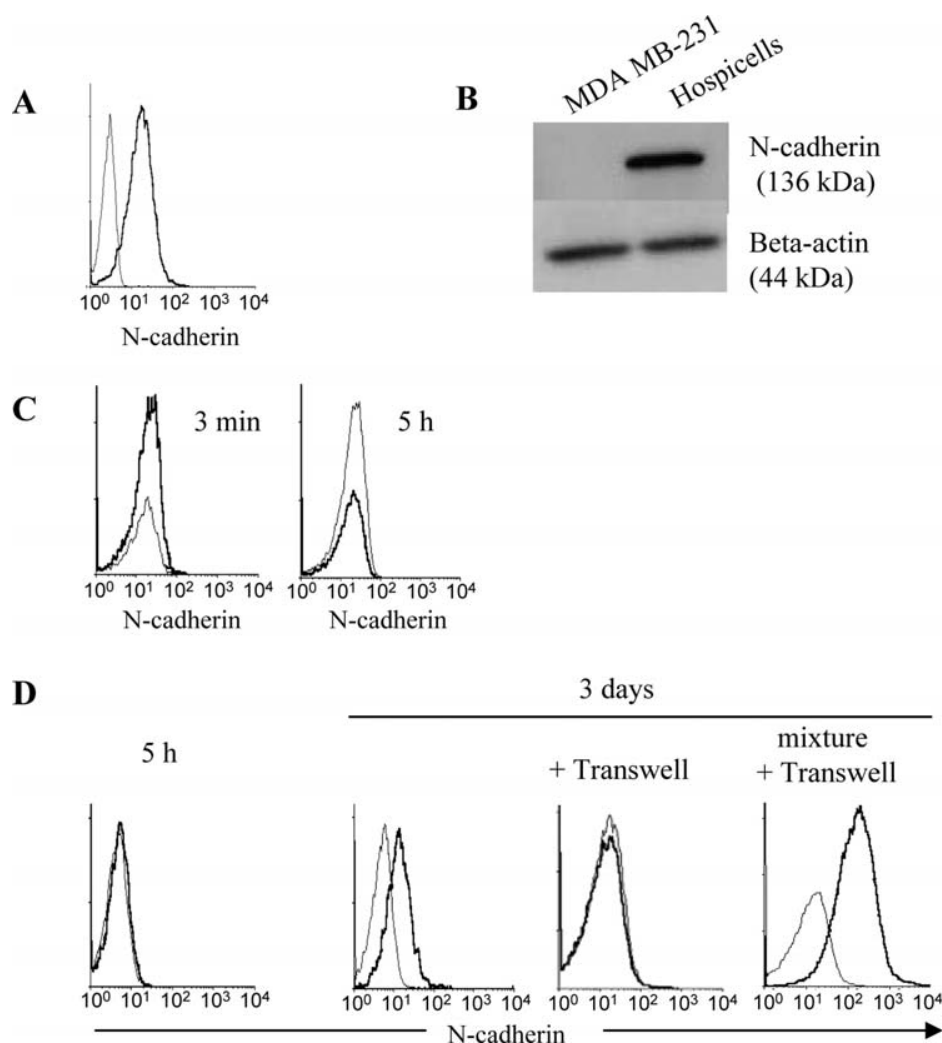 A
10⁰ 10¹ 10² 10³ 10⁴
N-cadherin
B
MDA MB-231
Hospicells
N-cadherin
(136 kDa)
Beta-actin
(44 kDa)
C
3 min
10⁰ 10¹ 10² 10³ 10⁴
N-cadherin
5 h
10⁰ 10¹ 10² 10³ 10⁴
N-cadherin
D
3 days
5 h
+ Transwell
mixture
+ Transwell
10⁰ 10¹ 10² 10³ 10⁴
10⁰ 10¹ 10² 10³ 10⁴
10⁰ 10¹ 10² 10³ 10⁴
10⁰ 10¹ 10² 10³ 10⁴
N-cadherin